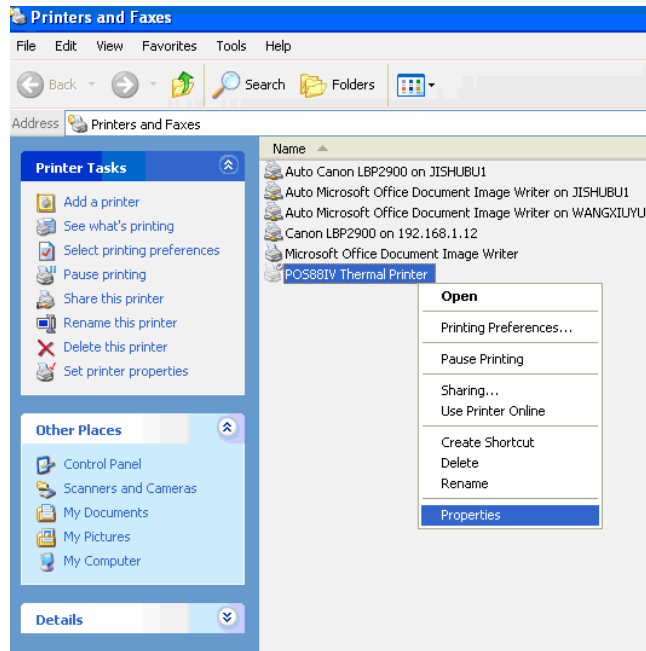 Printers and Faxes
File Edit View Favorites Tools Help
Back Search Folders
Address Printers and Faxes
Printer Tasks
Add a printer
See what's printing
Select printing preferences
Pause printing
Share this printer
Rename this printer
Delete this printer
Set printer properties
Other Places
Control Panel
Scanners and Cameras
My Documents
My Pictures
My Computer
Details
Name
Auto Canon LBP2900 on JISHUBU1
Auto Microsoft Office Document Image Writer on JISHUBU1
Auto Microsoft Office Document Image Writer on WANGXIUYU
Canon LBP2900 on 192.168.1.12
Microsoft Office Document Image Writer
POS88IV Thermal Printer
Open
Printing Preferences...
Pause Printing
Sharing...
Use Printer Online
Create Shortcut
Delete
Rename
Properties